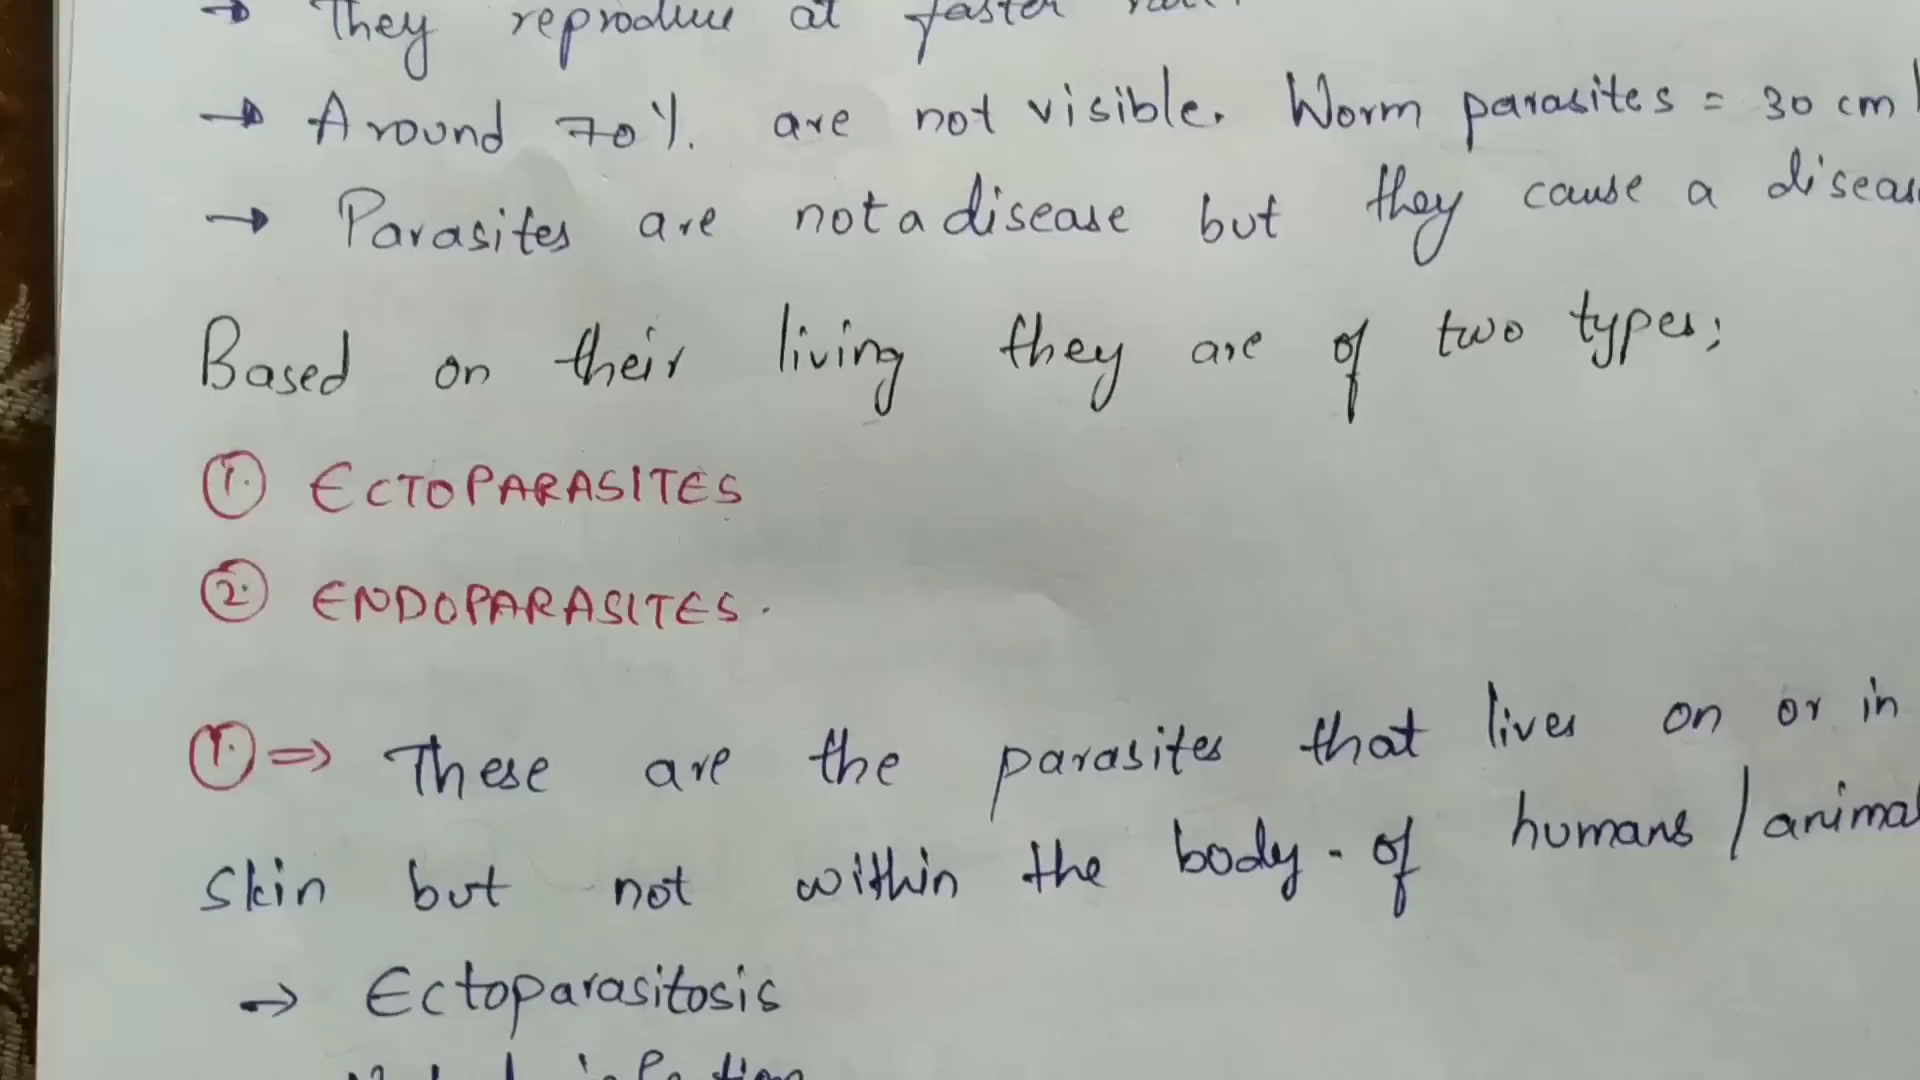 → They reproduce at faster
→ Around 70%. are not visible. Worm parasites = 30 cm
→ Parasites are not a disease but they cause a
Based on their living they are of two types;
1. ECTOPARASITES
2. ENDOPARASITES.
1. ⇒ These are the parasites that lives on or in
skin but not within the body - of humans /
→ Ectoparasitosis